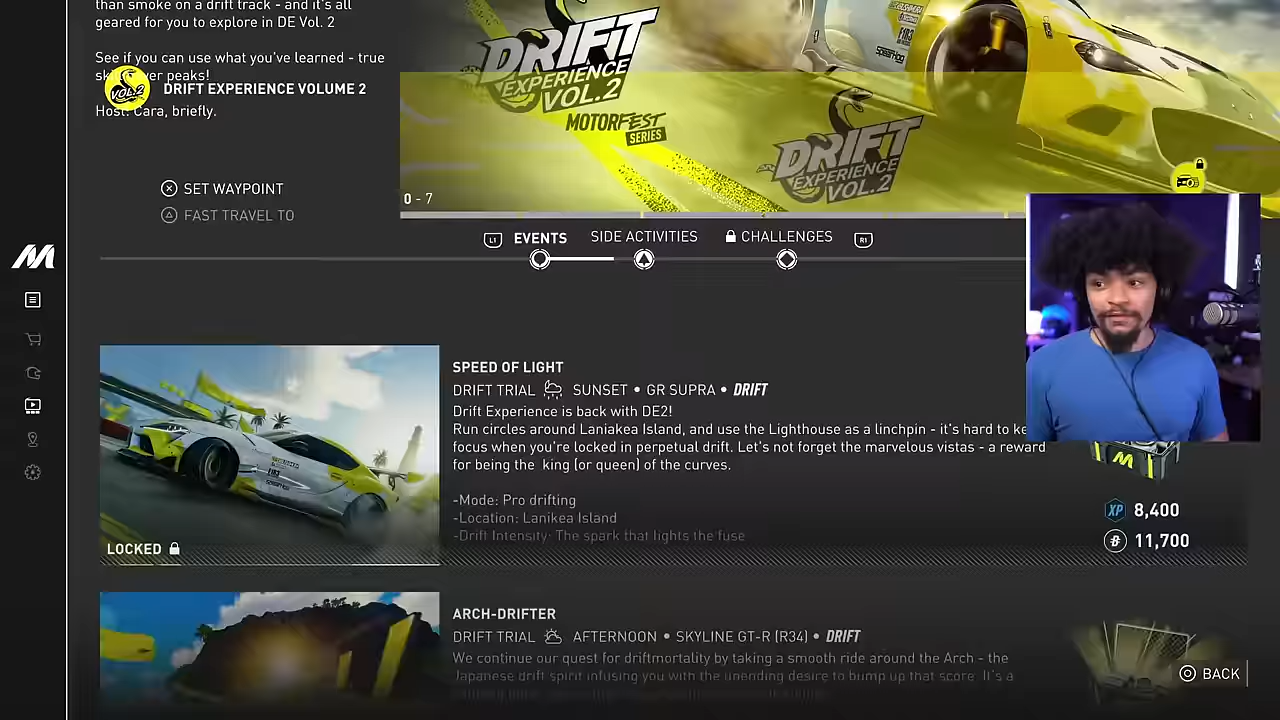 than smoke on a drift track - and it's all
geared for you to explore in DE Vol. 2
See if you can use what you've learned - true
DRIFT EXPERIENCE VOLUME 2
VOL.2
Host: Cara, briefly.
SET WAYPOINT
FAST TRAVEL TO
DRIFT
EXPERIENCE
VOL.2
MOTORFEST
SERIES
DRIFT
EXPERIENCE
VOL.2
0 - 7
L1
EVENTS
SIDE ACTIVITIES
CHALLENGES
R1
SPEED OF LIGHT
DRIFT TRIAL SUNSET • GR SUPRA • DRIFT
Drift Experience is back with DE2!
Run circles around Laniakea Island, and use the Lighthouse as a linchpin - it's hard to
focus when you're locked in perpetual drift. Let's not forget the marvelous vistas - a reward
for being the king (or queen) of the curves.
-Mode: Pro drifting
-Location: Lanikea Island
-Drift Intensity: The spark that lights the fuse
LOCKED
XP 8,400
11,700
ARCH-DRIFTER
DRIFT TRIAL AFTERNOON • SKYLINE GT-R (R34) • DRIFT
We continue our quest for driftmortality by taking a smooth ride around the Arch - the
Japanese drift spirit infusing you with the unending desire to bump up that score. It's a
BACK